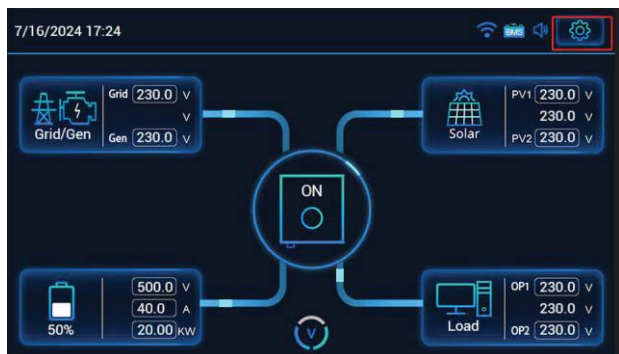 7/16/2024 17:24
BMS
Grid/Gen
Grid 230.0 V
V
Gen 230.0 V
Solar
PV1 230.0 V
230.0 V
PV2 230.0 V
ON
50%
500.0 V
40.0 A
20.00 KW
V
Load
OP1 230.0 V
230.0 V
OP2 230.0 V